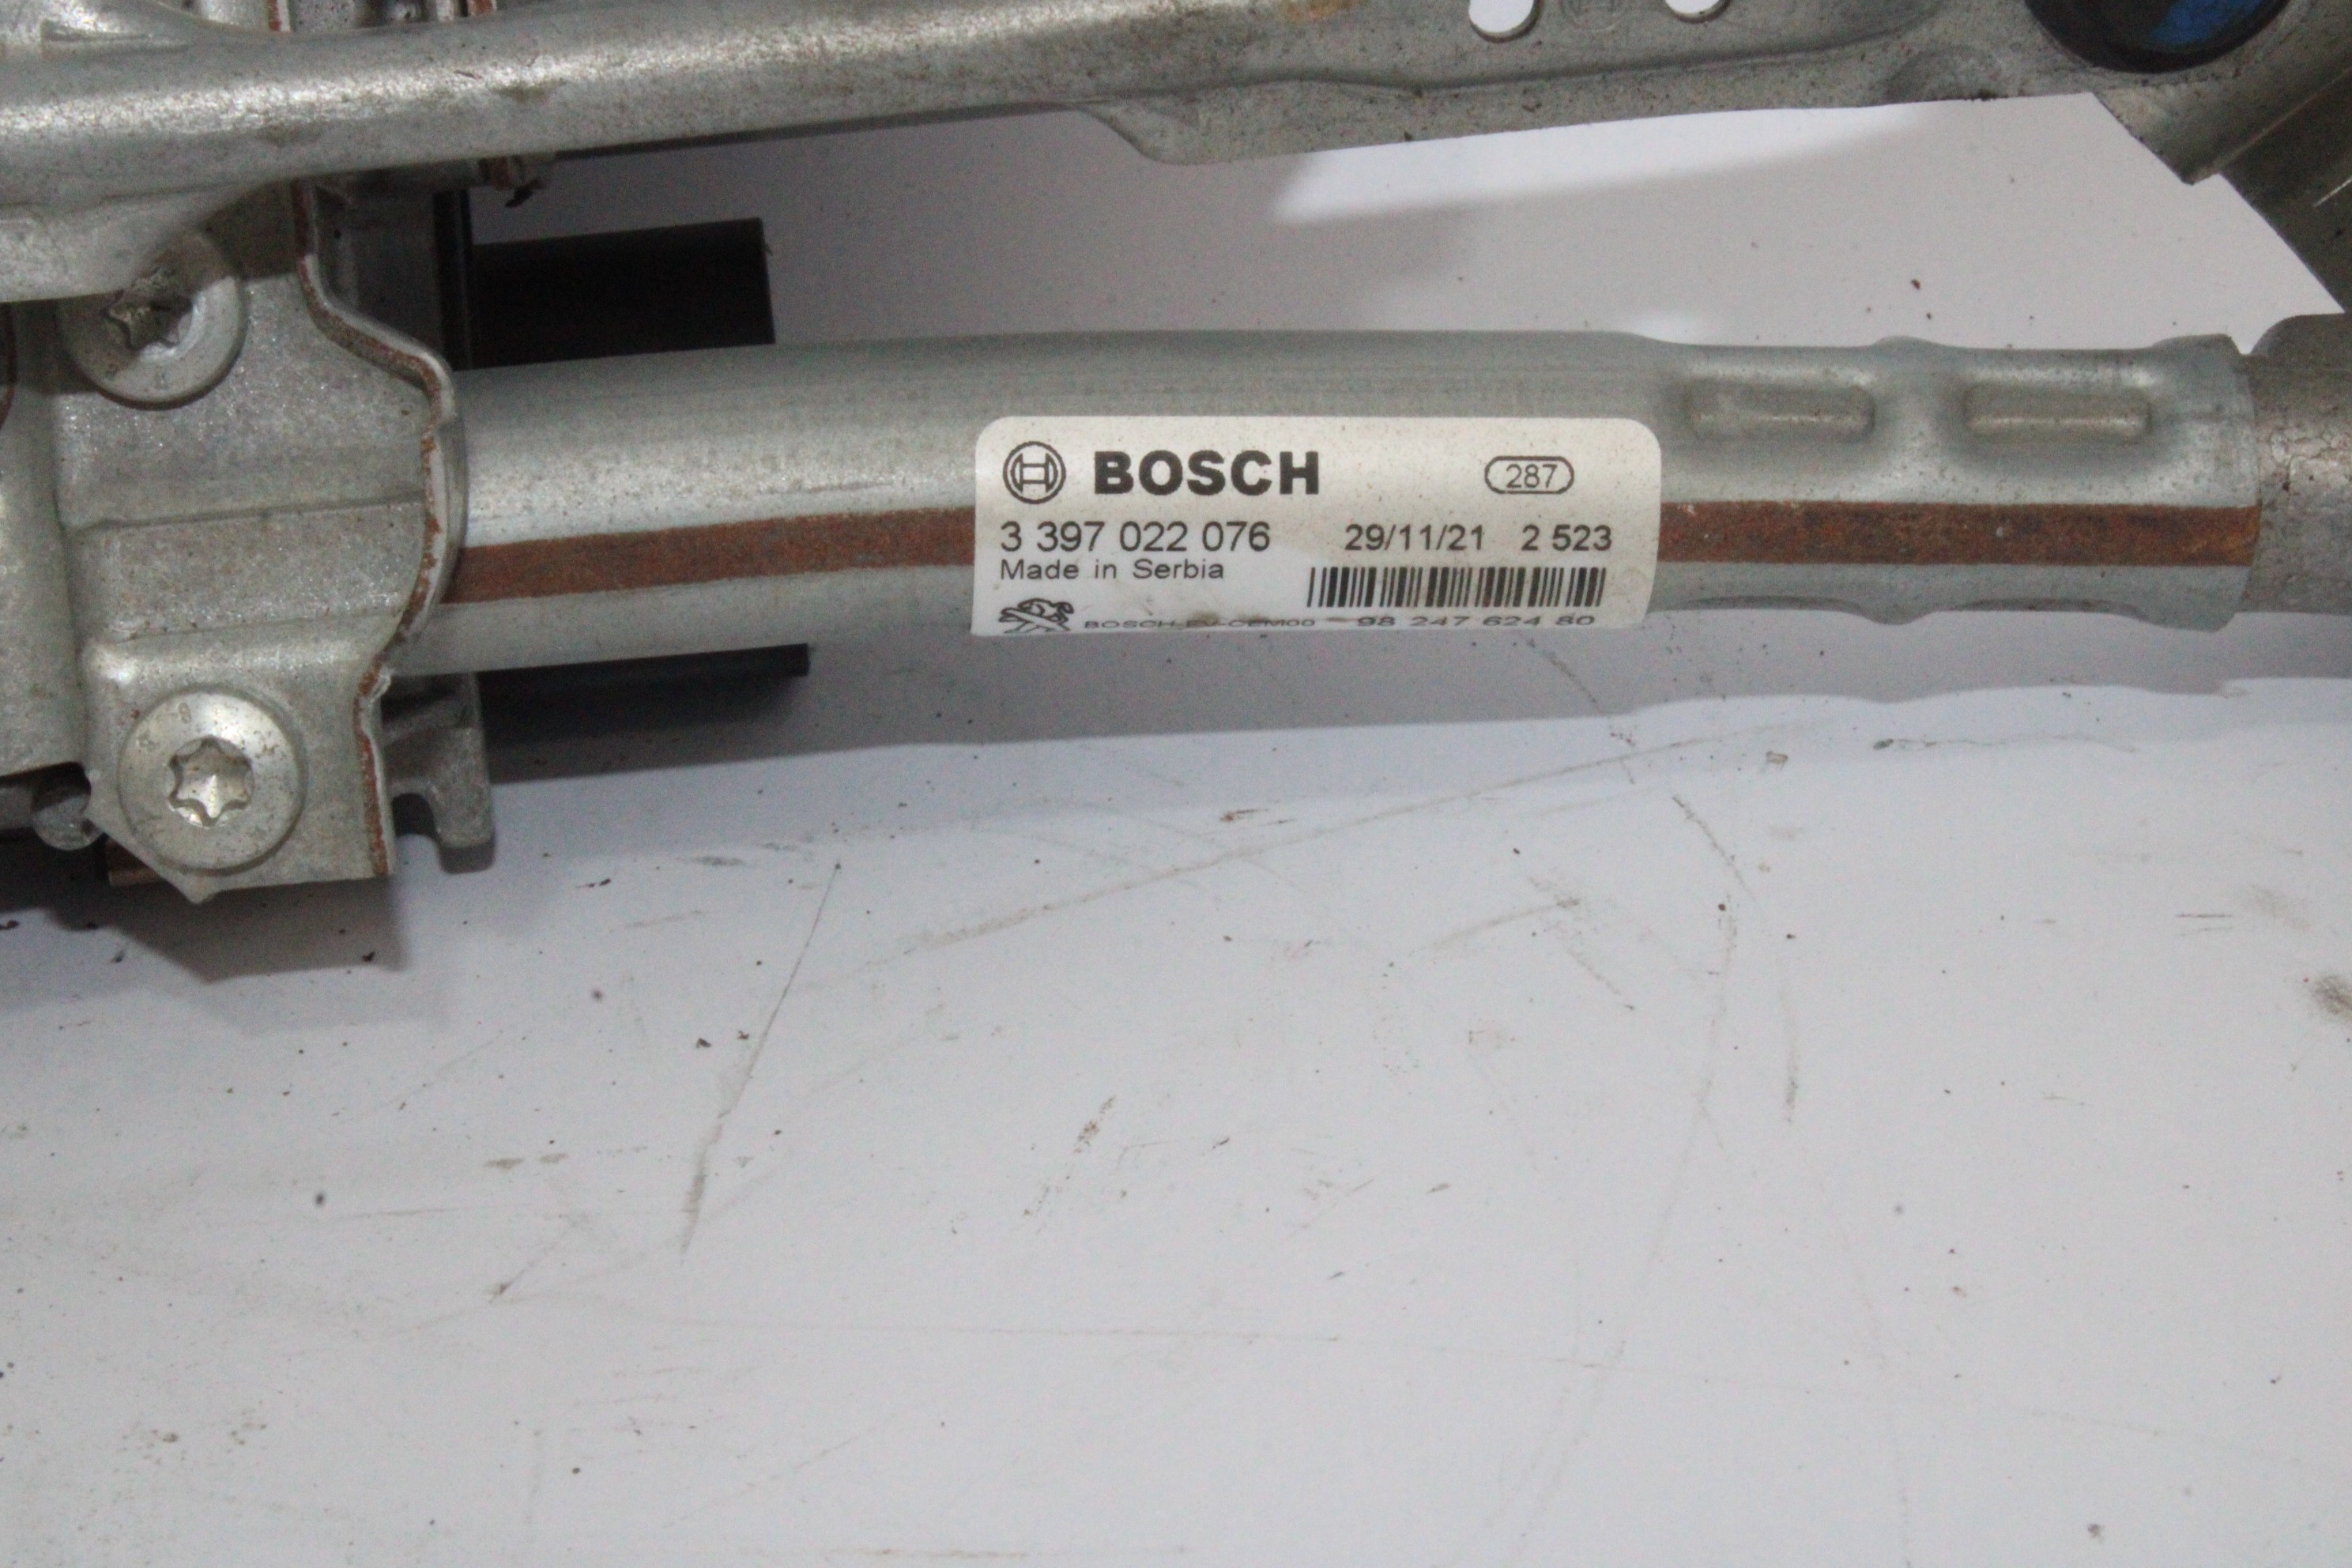 BOSCH 287
3 397 022 076 29/11/21 2 523
Made in Serbia
98 247 624 80